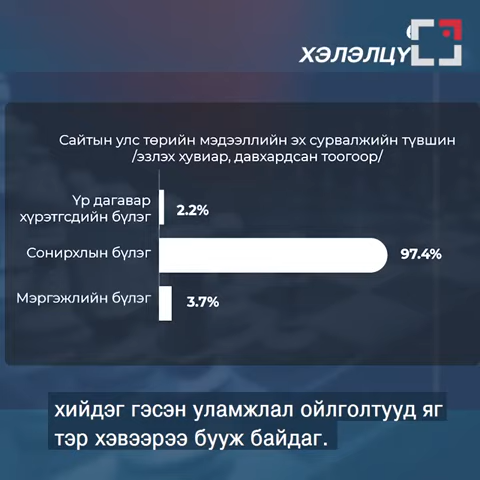 ХЭЛЭЛЦҮ
Сайтын улс төрийн мэдээллийн эх сурвалжийн түвшин
/эзлэх хувиар, давхардсан тоогоор/
Үр дагавар
хүрэтгсдийн бүлэг
2.2%
Сонирхлын бүлэг
97.4%
Мэргэжлийн бүлэг
3.7%
хийдэг гэсэн уламжлал ойлголтууд яг
тэр хэвээрээ бууж байдаг.